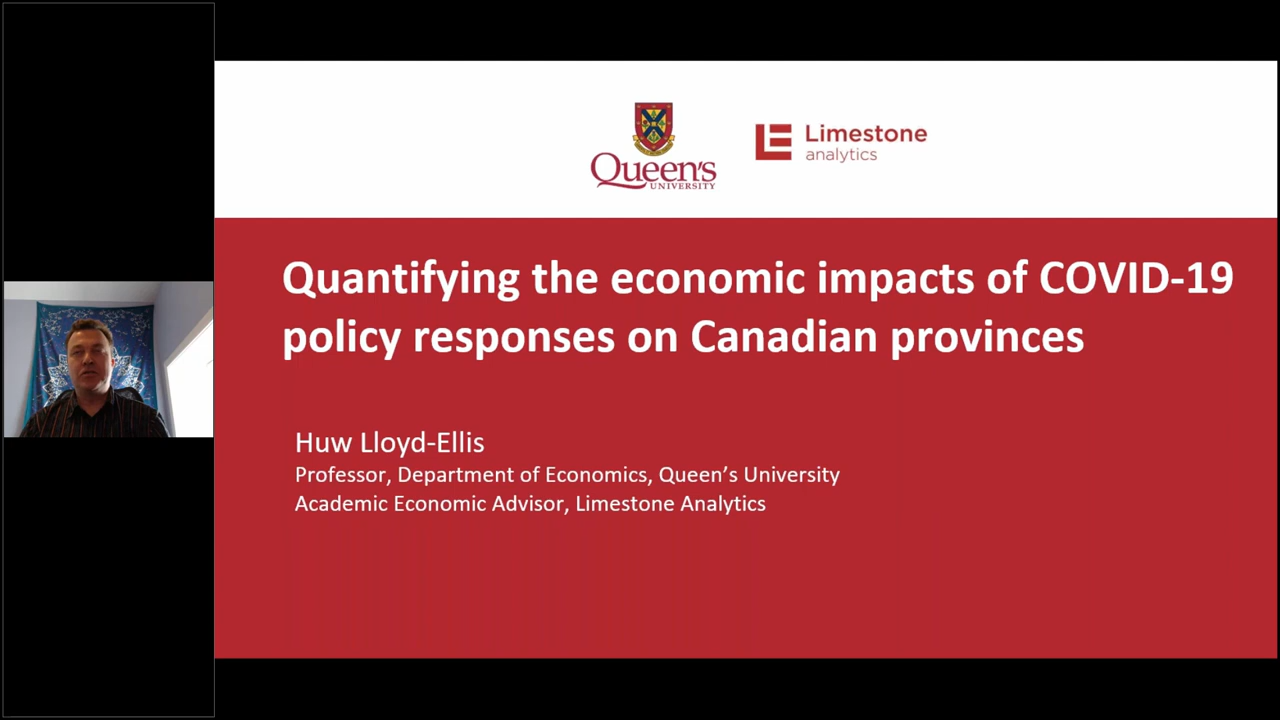 Queen's
UNIVERSITY
Limestone
analytics
Quantifying the economic impacts of COVID-19
policy responses on Canadian provinces
Huw Lloyd-Ellis
Professor, Department of Economics, Queen's University
Academic Economic Advisor, Limestone Analytics